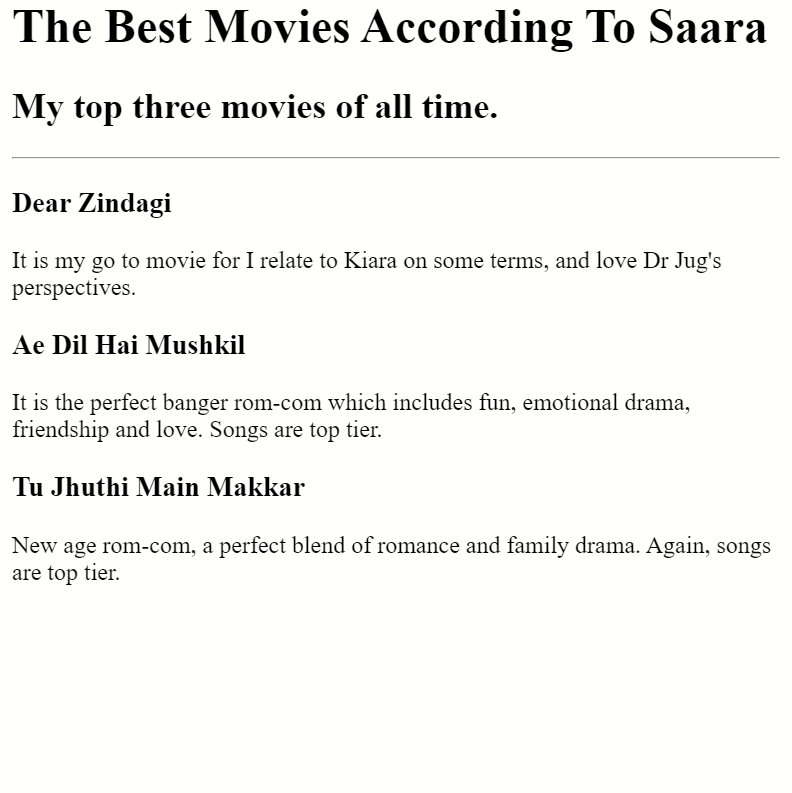 The Best Movies According To Saara
My top three movies of all time.
Dear Zindagi
It is my go to movie for I relate to Kiara on some terms, and love Dr Jug's
perspectives.
Ae Dil Hai Mushkil
It is the perfect banger rom-com which includes fun, emotional drama,
friendship and love. Songs are top tier.
Tu Jhuthi Main Makkar
New age rom-com, a perfect blend of romance and family drama. Again, songs
are top tier.